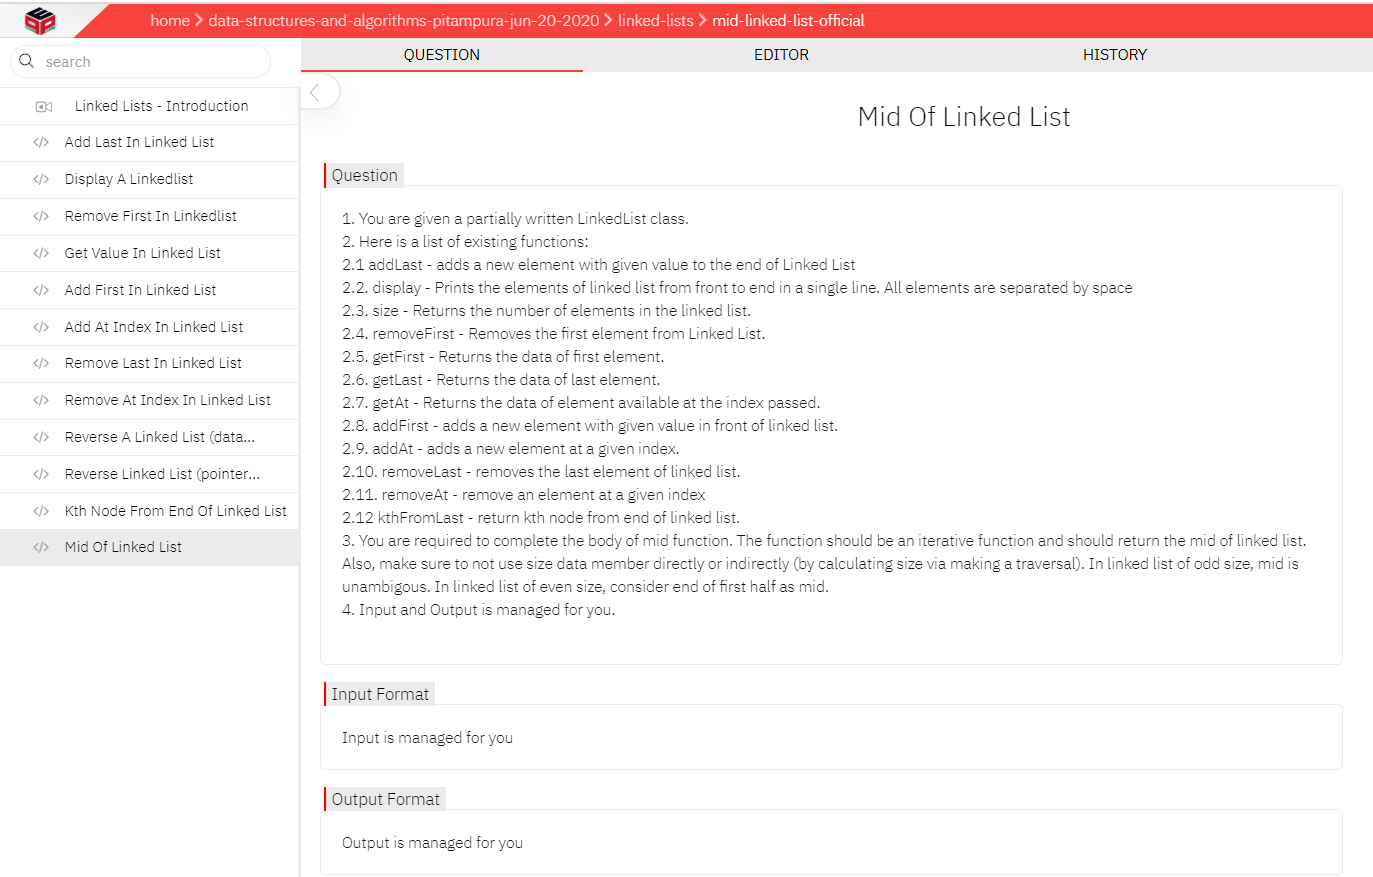 home > data-structures-and-algorithms-pitampura-jun-20-2020 > linked-lists > mid-linked-list-official
search
Linked Lists - Introduction
</> Add Last In Linked List
</> Display A Linkedlist
</> Remove First In Linkedlist
</> Get Value In Linked List
</> Add First In Linked List
</> Add At Index In Linked List
</> Remove Last In Linked List
</> Remove At Index In Linked List
</> Reverse A Linked List (data...
</> Reverse Linked List (pointer...
</> Kth Node From End Of Linked List
</> Mid Of Linked List
QUESTION EDITOR HISTORY
Mid Of Linked List
Question
1. You are given a partially written LinkedList class.
2. Here is a list of existing functions:
2.1 addLast - adds a new element with given value to the end of Linked List
2.2. display - Prints the elements of linked list from front to end in a single line. All elements are separated by space
2.3. size - Returns the number of elements in the linked list.
2.4. removeFirst - Removes the first element from Linked List.
2.5. getFirst - Returns the data of first element.
2.6. getLast - Returns the data of last element.
2.7. getAt - Returns the data of element available at the index passed.
2.8. addFirst - adds a new element with given value in front of linked list.
2.9. addAt - adds a new element at a given index.
2.10. removeLast - removes the last element of linked list.
2.11. removeAt - remove an element at a given index
2.12 kthFromLast - return kth node from end of linked list.
3. You are required to complete the body of mid function. The function should be an iterative function and should return the mid of linked list.
Also, make sure to not use size data member directly or indirectly (by calculating size via making a traversal). In linked list of odd size, mid is
unambigous. In linked list of even size, consider end of first half as mid.
4. Input and Output is managed for you.
Input Format
Input is managed for you
Output Format
Output is managed for you